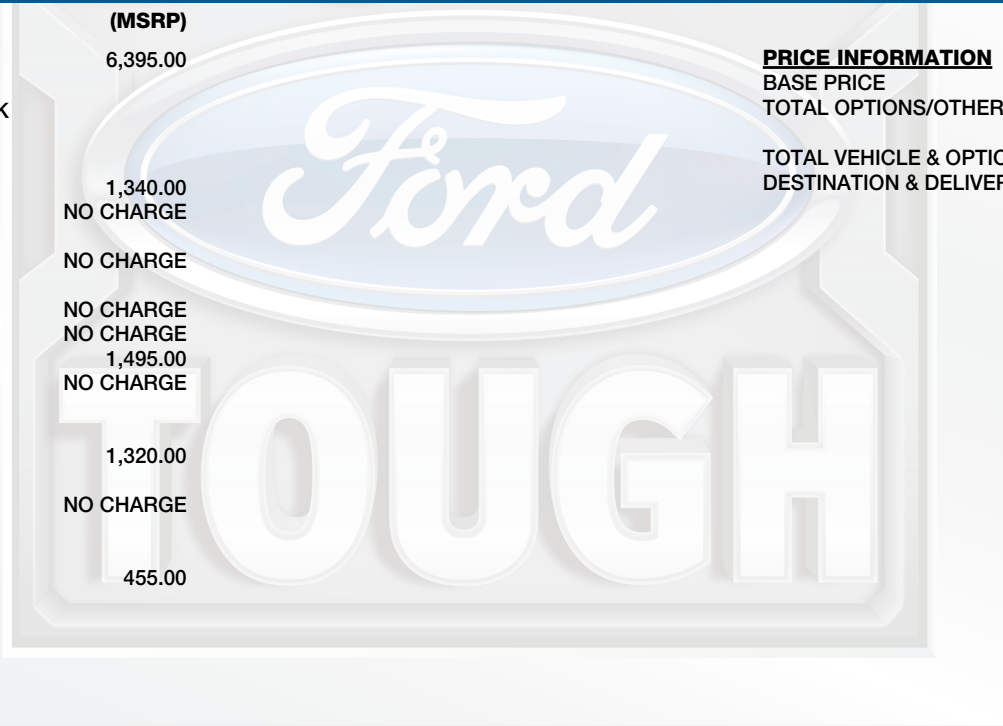 (MSRP)
6,395.00
PRICE INFORMATION
BASE PRICE
K
TOTAL OPTIONS/OTHER
TOTAL VEHICLE & OPTIO
1,340.00
DESTINATION & DELIVER
NO CHARGE
NO CHARGE
NO CHARGE
NO CHARGE
1,495.00
NO CHARGE
1,320.00
NO CHARGE
455.00
Ford
TOUGH